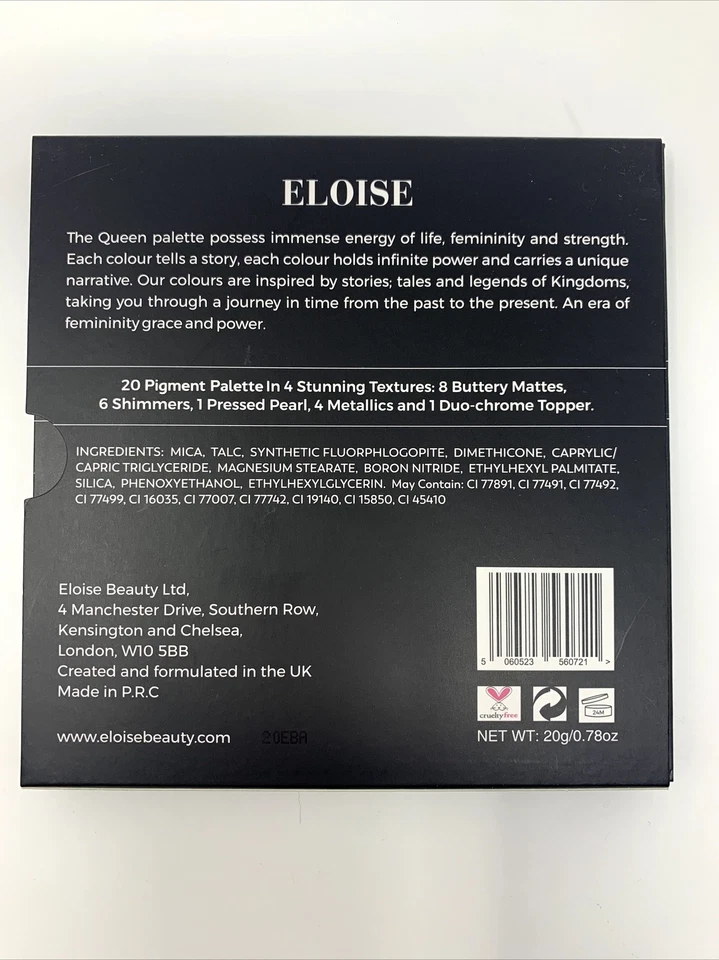 ELOISE
The Queen palette possess immense energy of life, femininity and strength.
Each colour tells a story, each colour holds infinite power and carries a unique
narrative. Our colours are inspired by stories; tales and legends of Kingdoms,
taking you through a journey in time from the past to the present. An era of
femininity grace and power.
20 Pigment Palette In 4 Stunning Textures: 8 Buttery Mattes,
6 Shimmers, 1 Pressed Pearl, 4 Metallics and 1 Duo-chrome Topper.
INGREDIENTS: MICA, TALC, SYNTHETIC FLUORPHLOGOPITE, DIMETHICONE, CAPRYLIC/
CAPRIC TRIGLYCERIDE, MAGNESIUM STEARATE, BORON NITRIDE, ETHYLHEXYL PALMITATE,
SILICA, PHENOXYETHANOL, ETHYLHEXYLGLYCERIN. May Contain: CI 77891, CI 77491, CI 77492,
CI 77499, CI 16035, CI 77007, CI 77742, CI 19140, CI 15850, CI 45410
Eloise Beauty Ltd,
4 Manchester Drive, Southern Row,
Kensington and Chelsea,
London, W10 5BB
Created and formulated in the UK
Made in P.R.C
www.eloisebeauty.com
20EBA
5 060523 560721 >
crueltyfree
24M
NET WT: 20g/0.78oz